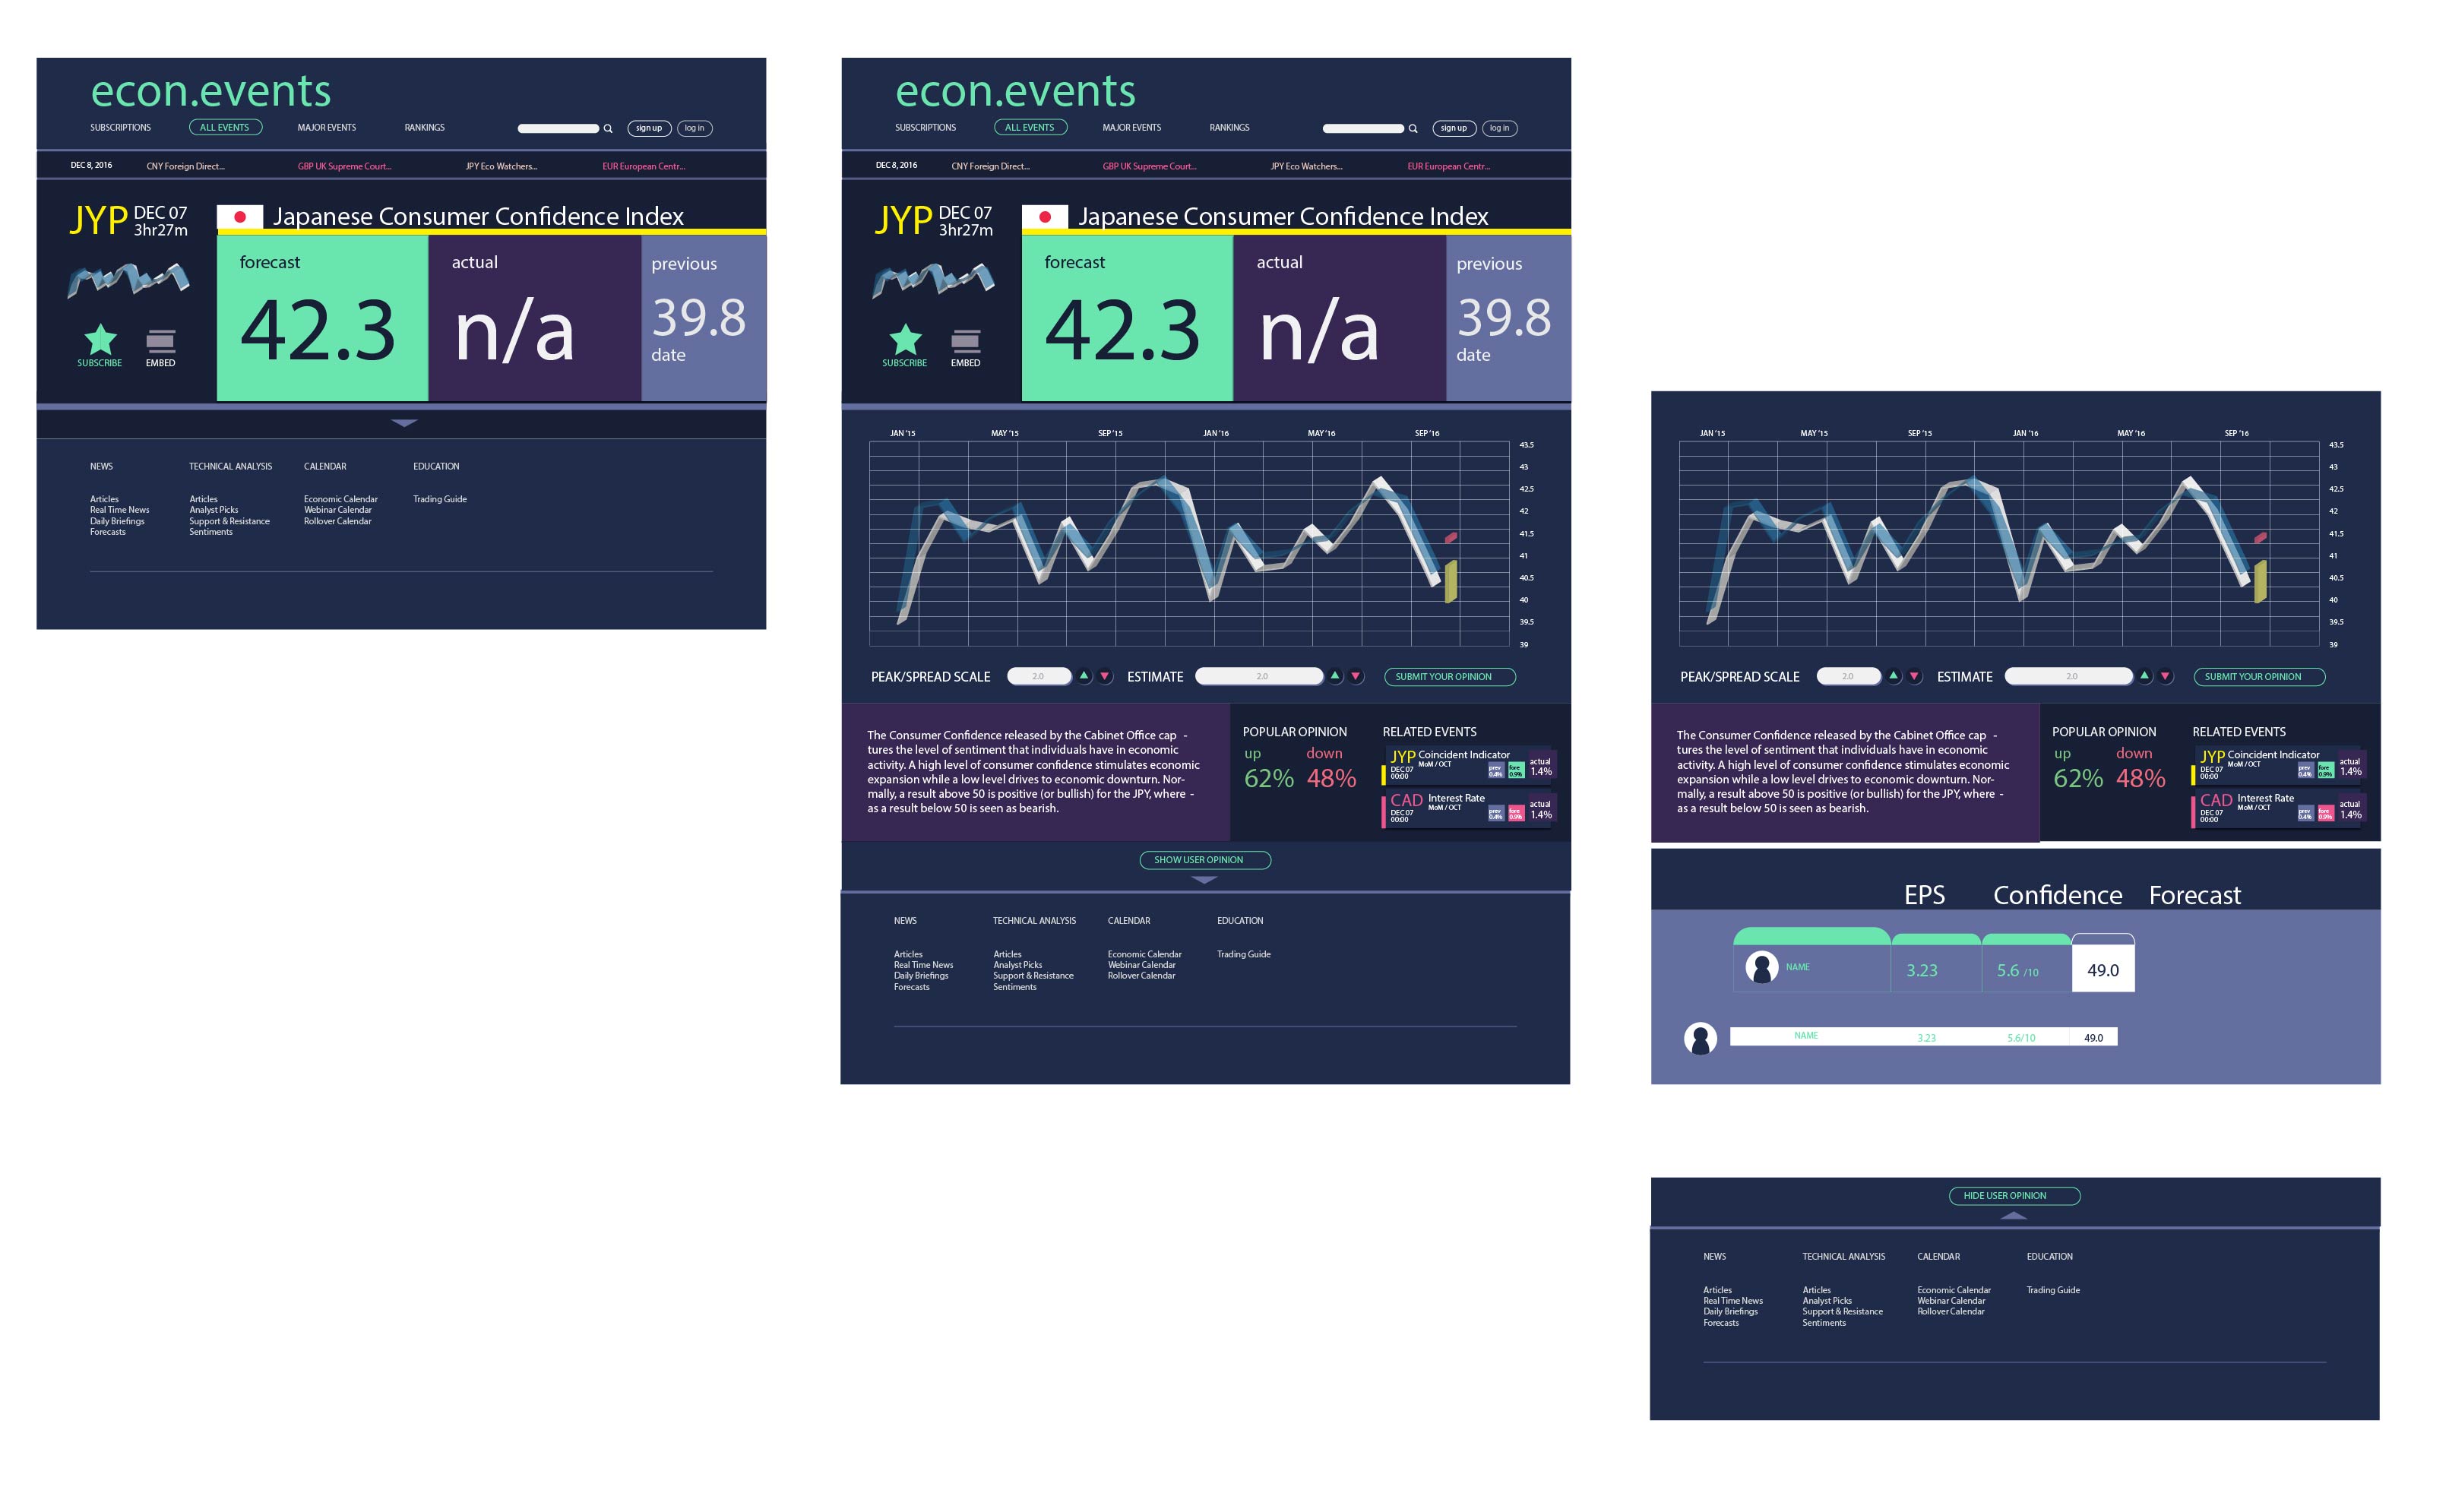 econ.events
SUBSCRIPTIONS ALL EVENTS MAJOR EVENTS RANKINGS sign up log in
DEC 8, 2016 CNY Foreign Direct... GBP UK Supreme Court... JPY Eco Watchers... EUR European Centr...
JYP DEC 07 Japanese Consumer Confidence Index
3hr27m
forecast actual previous
42.3 n/a 39.8
date
SUBSCRIBE EMBED
NEWS TECHNICAL ANALYSIS CALENDAR EDUCATION
Articles Articles Economic Calendar Trading Guide
Real Time News Analyst Picks Webinar Calendar
Daily Briefings Support & Resistance Rollover Calendar
Forecasts Sentiments
econ.events
SUBSCRIPTIONS ALL EVENTS MAJOR EVENTS RANKINGS sign up log in
DEC 8, 2016 CNY Foreign Direct... GBP UK Supreme Court... JPY Eco Watchers... EUR European Centr...
JYP DEC 07 Japanese Consumer Confidence Index
3hr27m
forecast actual previous
42.3 n/a 39.8
date
SUBSCRIBE EMBED
JAN '15 MAY '15 SEP '15 JAN '16 MAY '16 SEP '16
43.5
43
42.5
42
41.5
41
40.5
40
39.5
39
PEAK/SPREAD SCALE 2.0 ESTIMATE 2.0 SUBMIT YOUR OPINION
The Consumer Confidence released by the Cabinet Office cap -
tures the level of sentiment that individuals have in economic
activity. A high level of consumer confidence stimulates economic
expansion while a low level drives to economic downturn. Nor-
mally, a result above 50 is positive (or bullish) for the JPY, where -
as a result below 50 is seen as bearish.
POPULAR OPINION
up down
62% 48%
RELATED EVENTS
JYP Coincident Indicator
MoM / OCT
DEC 07
00:00
prev fore actual
0.4% 0.9% 1.4%
CAD Interest Rate
MoM / OCT
DEC 07
00:00
prev fore actual
0.4% 0.9% 1.4%
SHOW USER OPINION
NEWS TECHNICAL ANALYSIS CALENDAR EDUCATION
Articles Articles Economic Calendar Trading Guide
Real Time News Analyst Picks Webinar Calendar
Daily Briefings Support & Resistance Rollover Calendar
Forecasts Sentiments
JAN '15 MAY '15 SEP '15 JAN '16 MAY '16 SEP '16
43.5
43
42.5
42
41.5
41
40.5
40
39.5
39
PEAK/SPREAD SCALE 2.0 ESTIMATE 2.0 SUBMIT YOUR OPINION
The Consumer Confidence released by the Cabinet Office cap -
tures the level of sentiment that individuals have in economic
activity. A high level of consumer confidence stimulates economic
expansion while a low level drives to economic downturn. Nor-
mally, a result above 50 is positive (or bullish) for the JPY, where -
as a result below 50 is seen as bearish.
POPULAR OPINION
up down
62% 48%
RELATED EVENTS
JYP Coincident Indicator
MoM / OCT
DEC 07
00:00
prev fore actual
0.4% 0.9% 1.4%
CAD Interest Rate
MoM / OCT
DEC 07
00:00
prev fore actual
0.4% 0.9% 1.4%
EPS Confidence Forecast
NAME 3.23 5.6 /10 49.0
NAME 3.23 5.6/10 49.0
HIDE USER OPINION
NEWS TECHNICAL ANALYSIS CALENDAR EDUCATION
Articles Articles Economic Calendar Trading Guide
Real Time News Analyst Picks Webinar Calendar
Daily Briefings Support & Resistance Rollover Calendar
Forecasts Sentiments